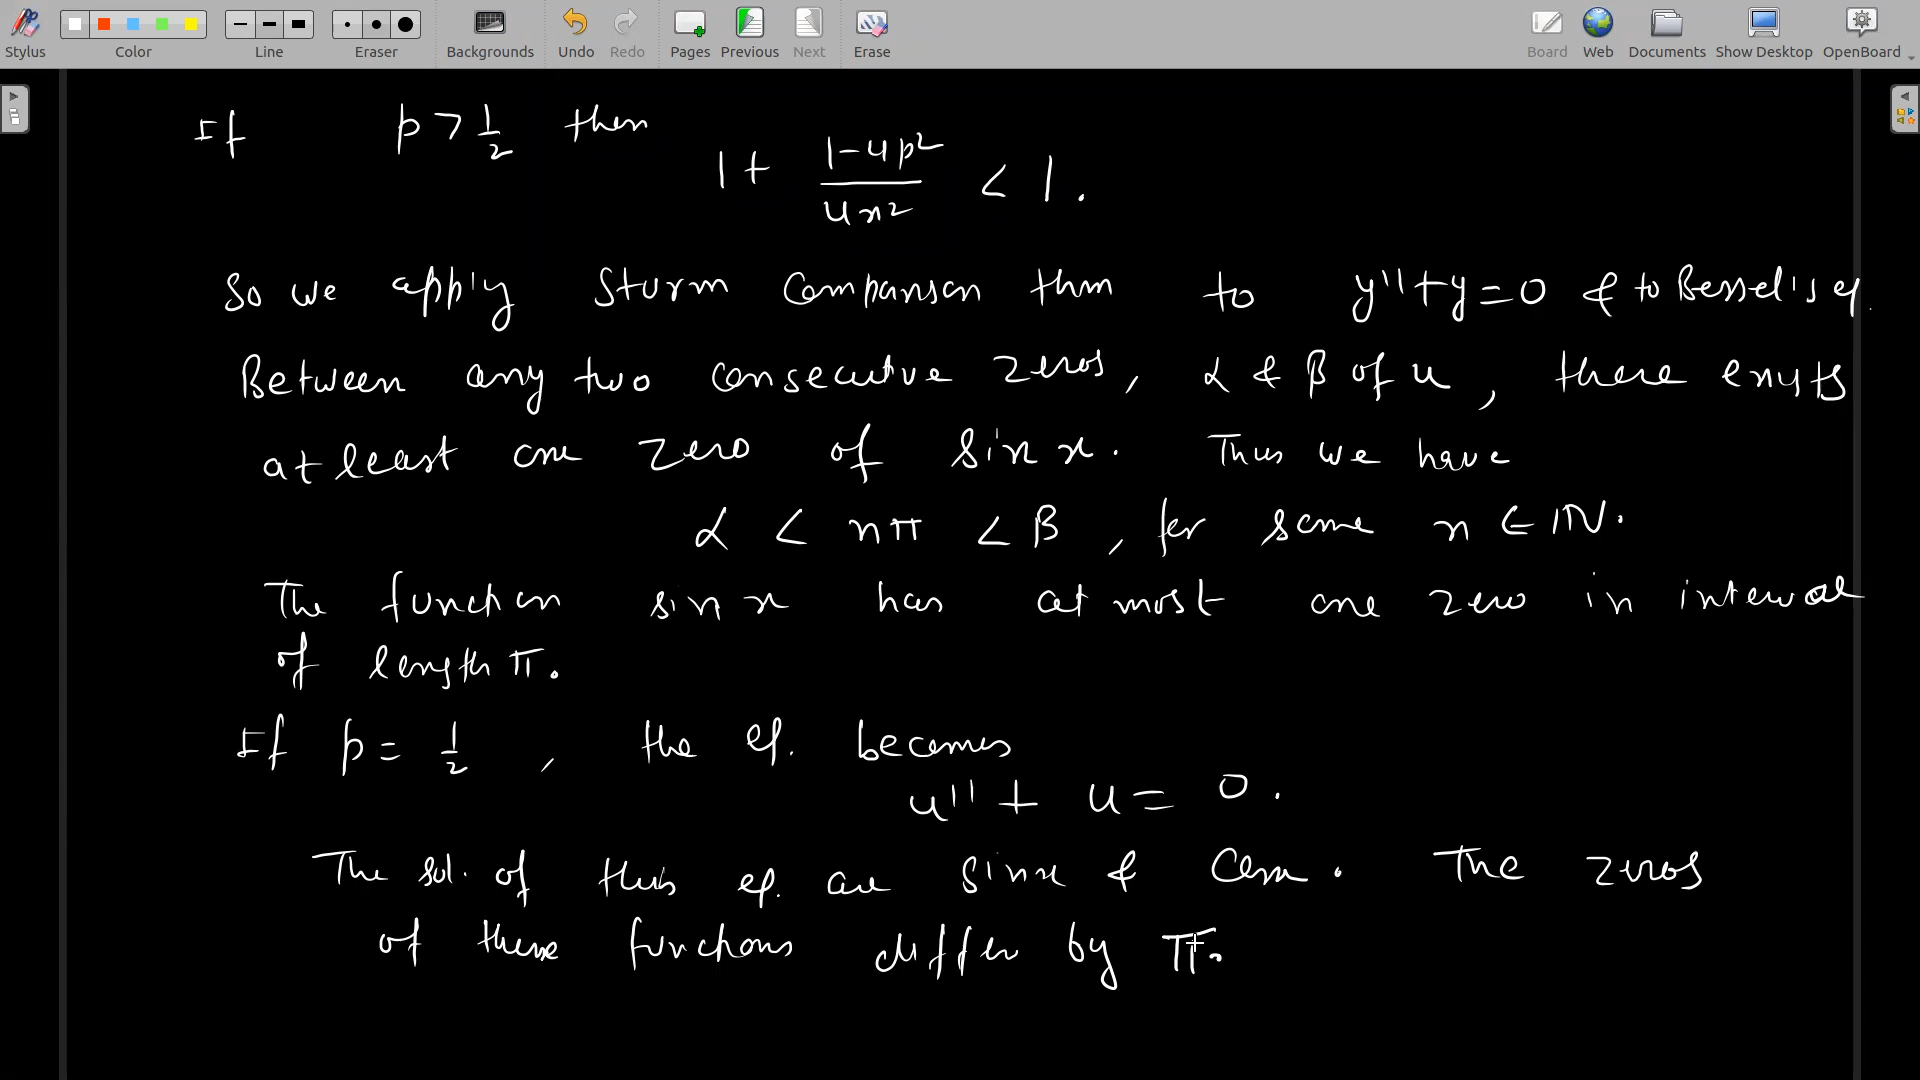 Stylus Color Line Eraser Backgrounds Undo Redo Pages Previous Next Erase Board Web Documents Show Desktop OpenBoard
If p > 1/2 then
1 + (1-4p²)/(4x²) < 1.
So we apply Sturm Comparison thm to y''+y=0 & to Bessel's eq.
Between any two consecutive zeros, α & β of u, there exists
at least one zero of sin x. Thus we have
α < nπ < β, for some n ∈ IN.
The function sin x has at most one zero in interval
of length π.
If p = 1/2, the eq. becomes
u'' + u = 0.
The sol. of this eq. are sinx & cosx. The zeros
of these functions differ by π.